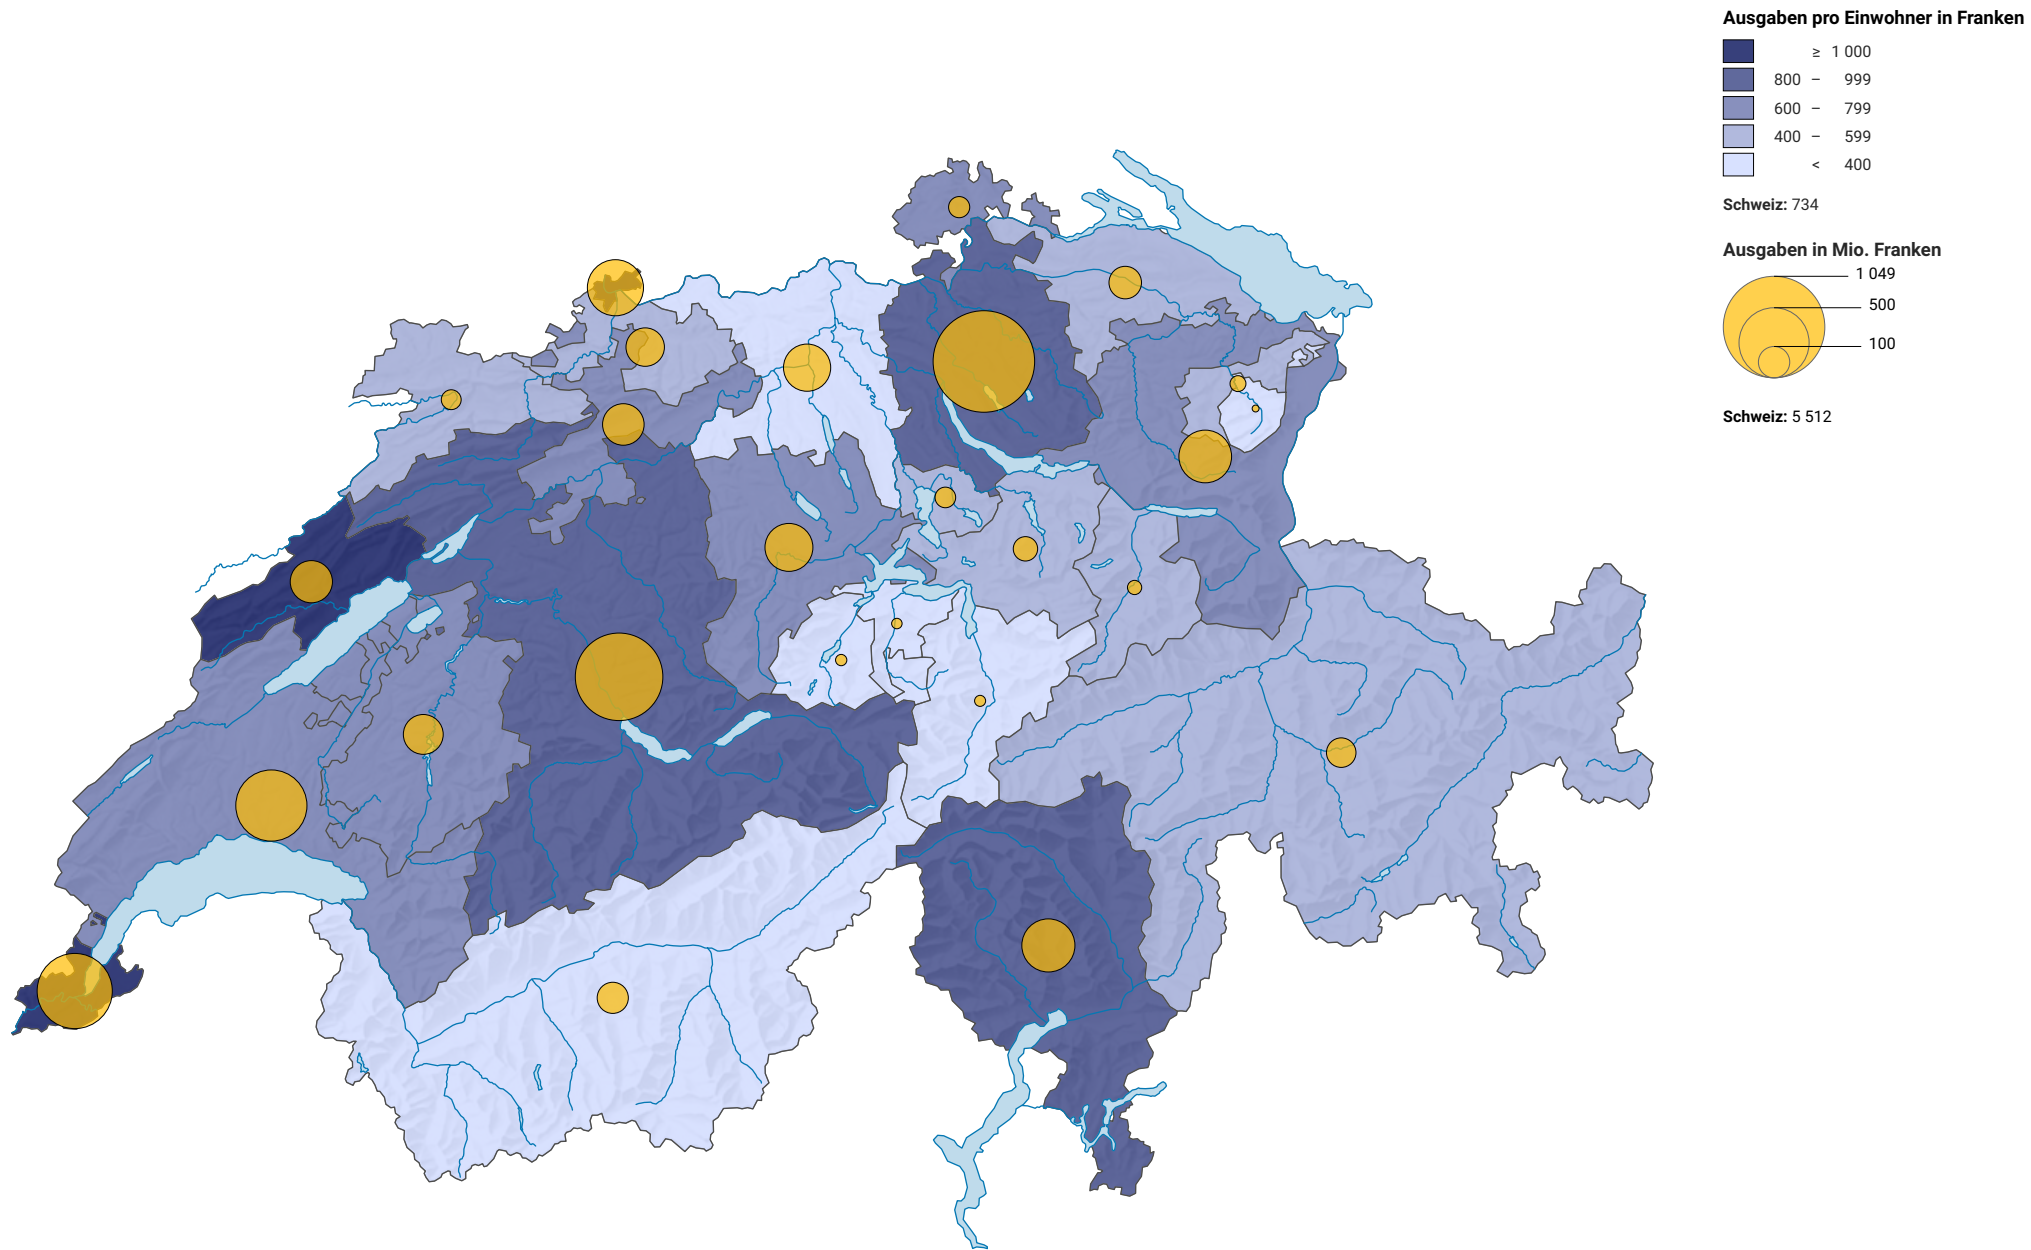 Ausgaben pro Einwohner in Franken
≥ 1 000
800 – 999
600 – 799
400 – 599
< 400
Schweiz: 734
Ausgaben in Mio. Franken
1 049
500
100
Schweiz: 5 512